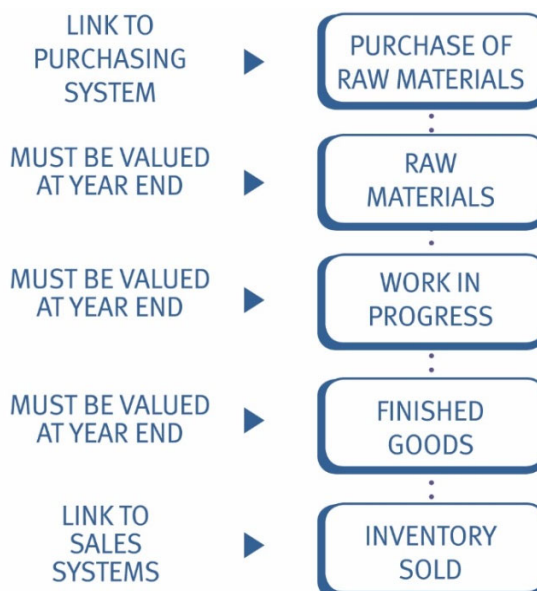 LINK TO
PURCHASING
SYSTEM
PURCHASE OF
RAW MATERIALS
MUST BE VALUED
AT YEAR END
RAW
MATERIALS
MUST BE VALUED
AT YEAR END
WORK IN
PROGRESS
MUST BE VALUED
AT YEAR END
FINISHED
GOODS
LINK TO
SALES
SYSTEMS
INVENTORY
SOLD